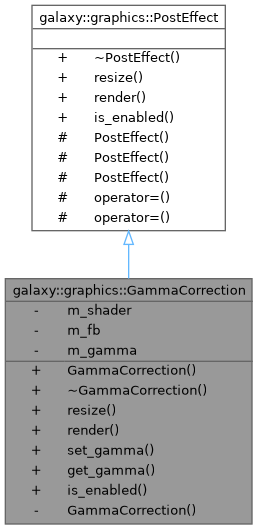 galaxy::graphics::PostEffect
+ ~PostEffect()
+ resize()
+ render()
+ is_enabled()
# PostEffect()
# PostEffect()
# PostEffect()
# operator=()
# operator=()
galaxy::graphics::GammaCorrection
- m_shader
- m_fb
- m_gamma
+ GammaCorrection()
+ ~GammaCorrection()
+ resize()
+ render()
+ set_gamma()
+ get_gamma()
+ is_enabled()
- GammaCorrection()